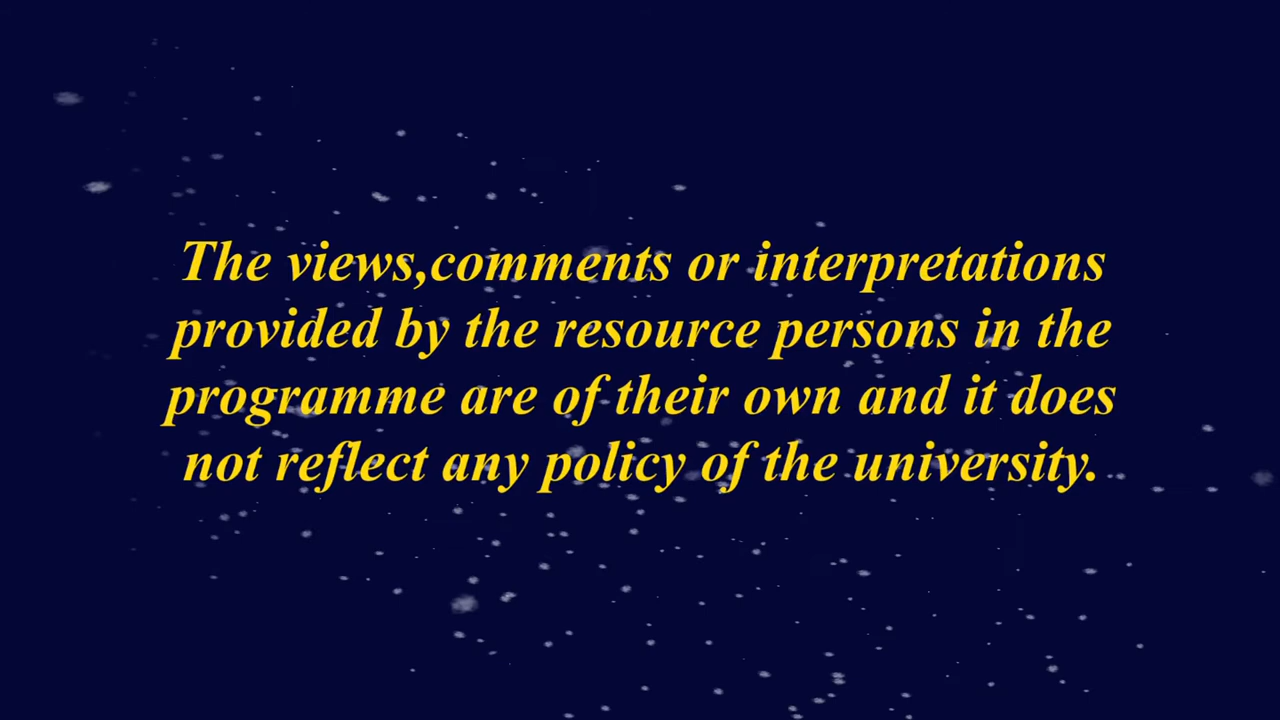 The views,comments or interpretations
provided by the resource persons in the
programme are of their own and it does
not reflect any policy of the university.